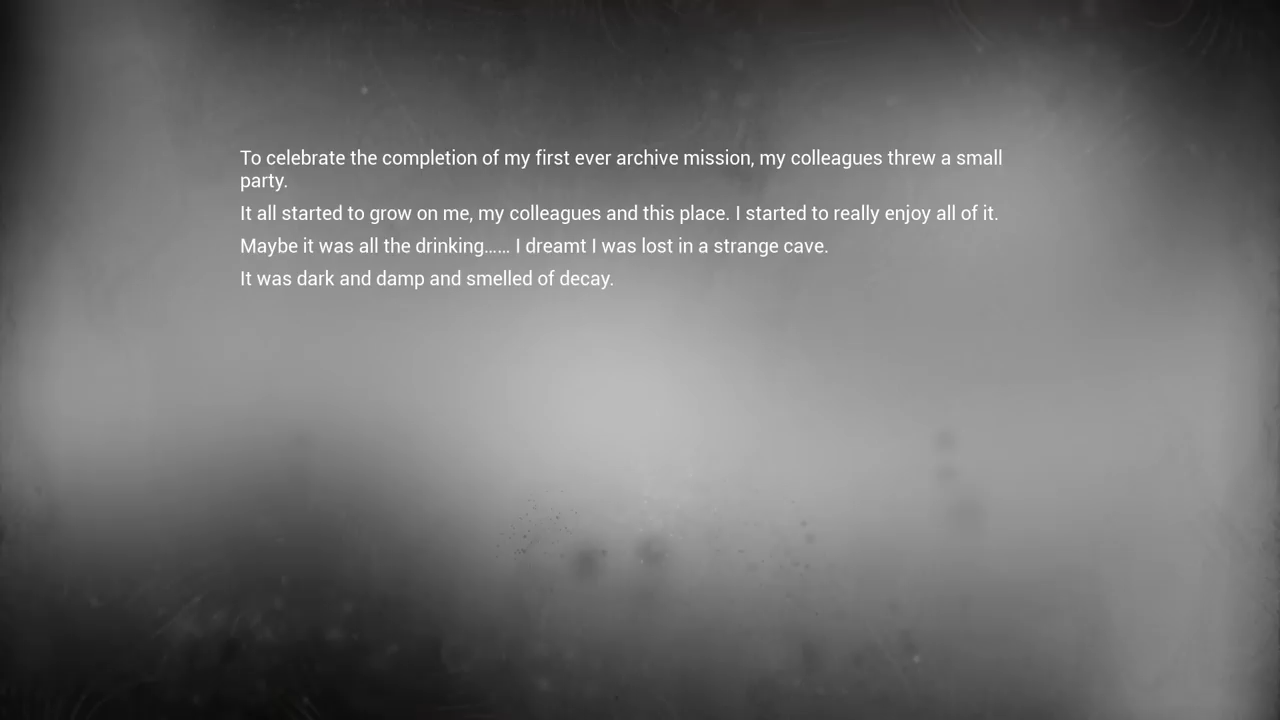 To celebrate the completion of my first ever archive mission, my colleagues threw a small
party.
It all started to grow on me, my colleagues and this place. I started to really enjoy all of it.
Maybe it was all the drinking...... I dreamt I was lost in a strange cave.
It was dark and damp and smelled of decay.